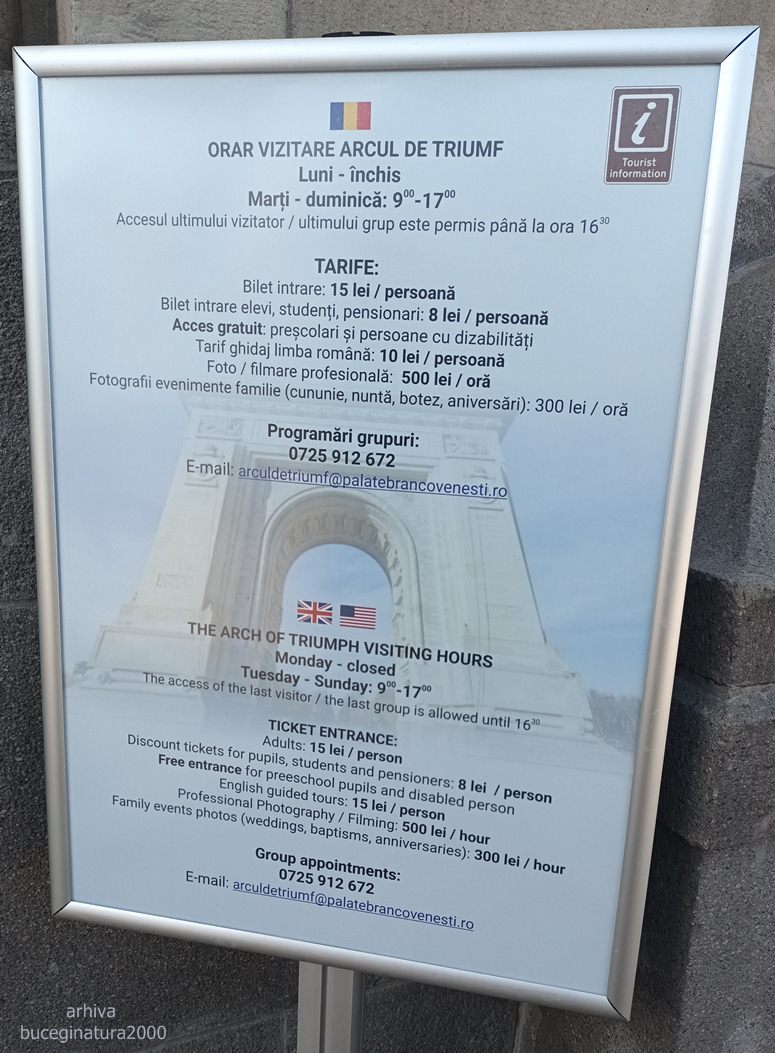 i
Tourist
information
ORAR VIZITARE ARCUL DE TRIUMF
Luni - închis
Marți - duminică: 9⁰⁰-17⁰⁰
Accesul ultimului vizitator / ultimului grup este permis până la ora 16³⁰
TARIFE:
Bilet intrare: 15 lei / persoană
Bilet intrare elevi, studenți, pensionari: 8 lei / persoană
Acces gratuit: preșcolari și persoane cu dizabilități
Tarif ghidaj limba română: 10 lei / persoană
Foto / filmare profesională: 500 lei / oră
Fotografii evenimente familie (cununie, nuntă, botez, aniversări): 300 lei / oră
Programări grupuri:
0725 912 672
E-mail: arculdetriumf@palatebrancovenesti.ro
THE ARCH OF TRIUMPH VISITING HOURS
Monday - closed
Tuesday - Sunday: 9⁰⁰-17⁰⁰
The access of the last visitor / the last group is allowed until 16³⁰
TICKET ENTRANCE:
Adults: 15 lei / person
Discount tickets for pupils, students and pensioners: 8 lei / person
Free entrance for preeschool pupils and disabled person
English guided tours: 15 lei / person
Professional Photography / Filming: 500 lei / hour
Family events photos (weddings, baptisms, anniversaries): 300 lei / hour
Group appointments:
0725 912 672
E-mail: arculdetriumf@palatebrancovenesti.ro
arhiva
buceginatura2000